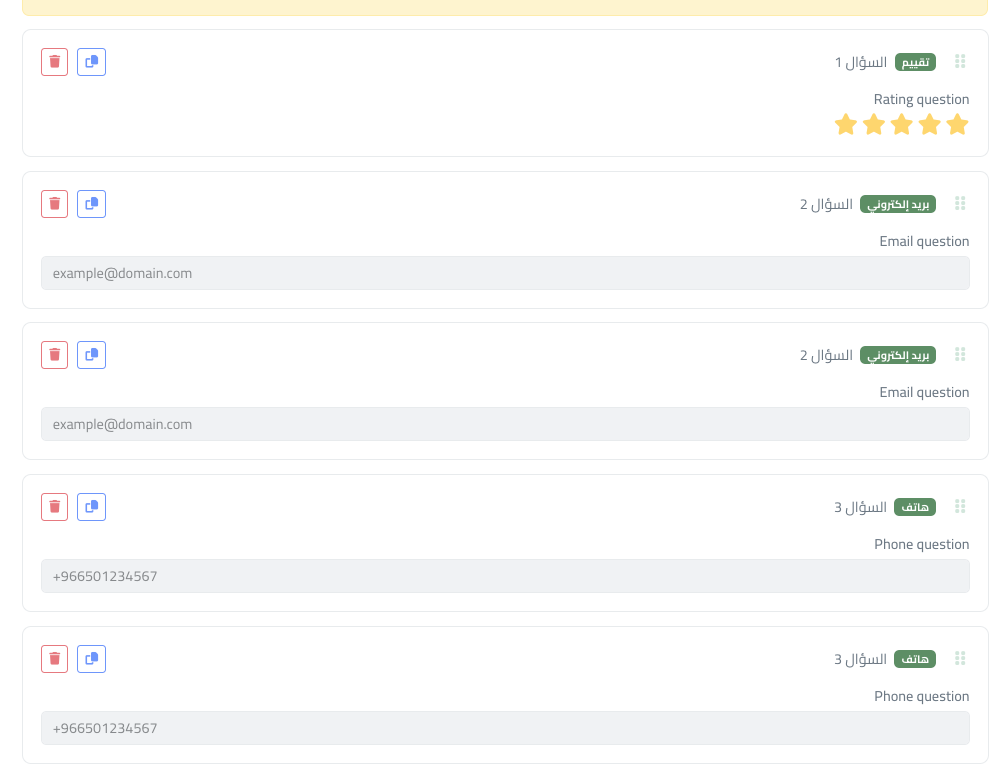 تقييم السؤال 1
Rating question
بريد إلكتروني السؤال 2
Email question
example@domain.com
بريد إلكتروني السؤال 2
Email question
example@domain.com
هاتف السؤال 3
Phone question
+966501234567
هاتف السؤال 3
Phone question
+966501234567